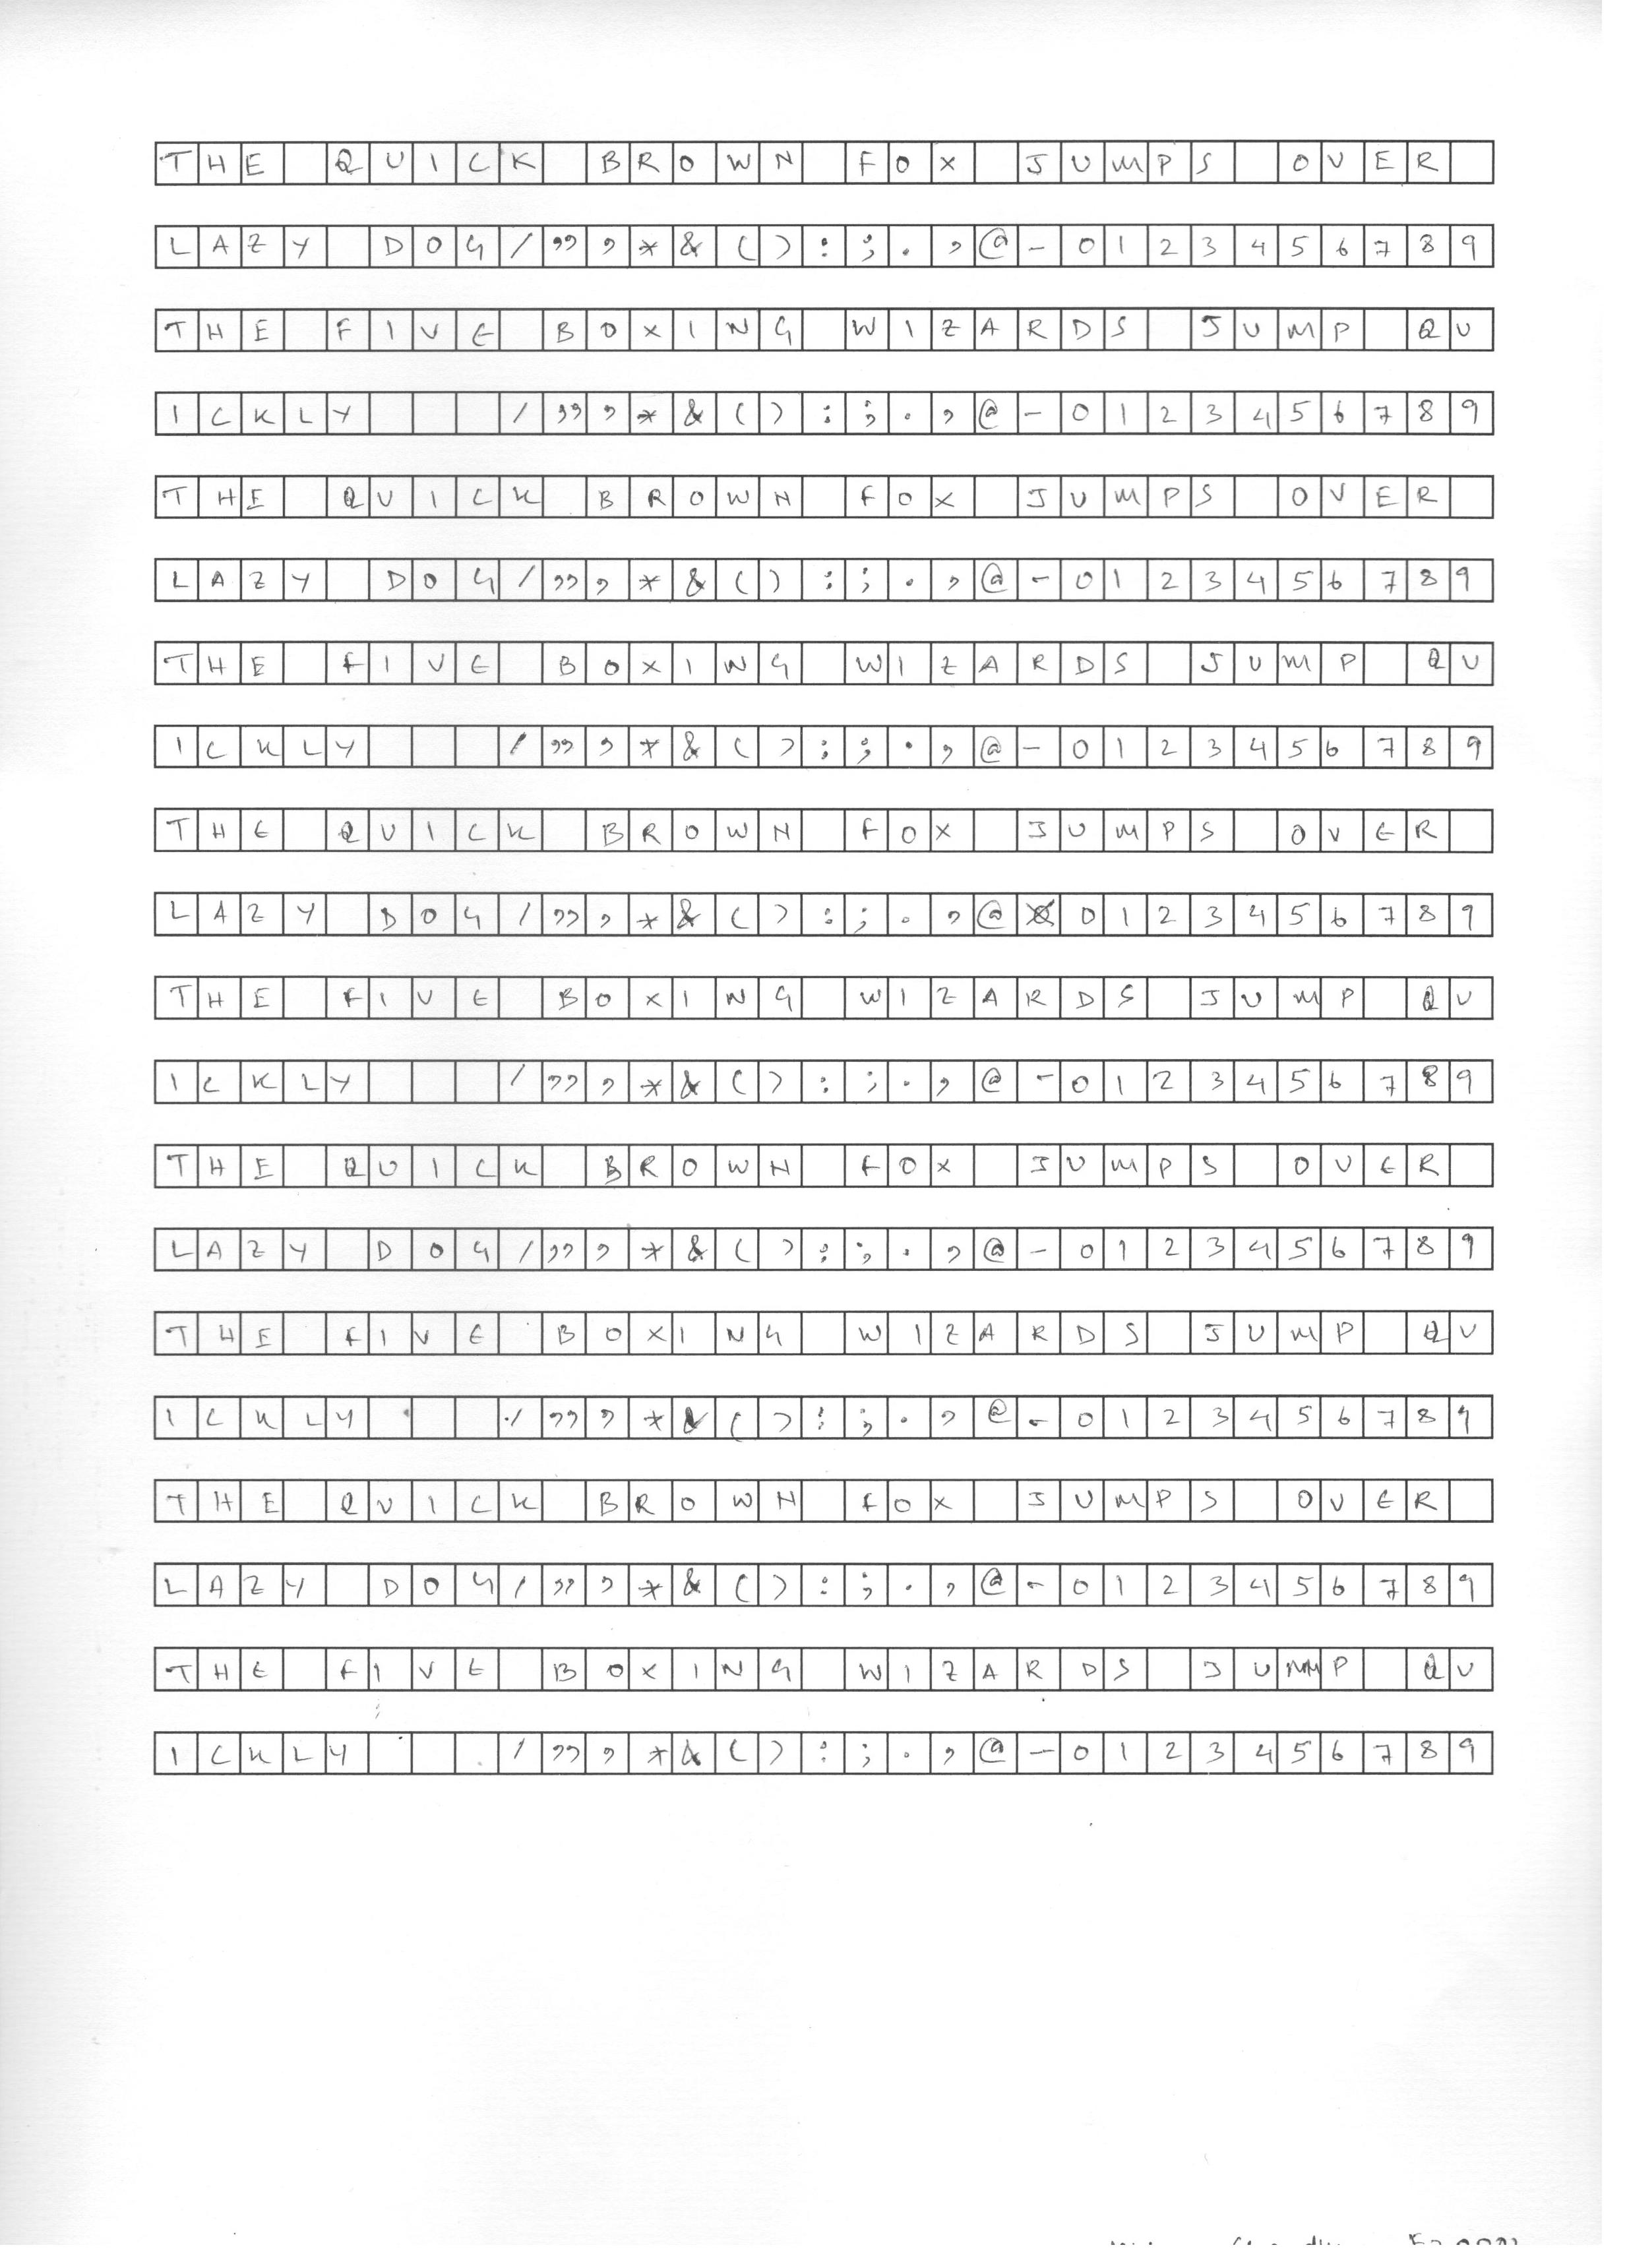 THE QUICK BROWN FOX JUMPS OVER
LAZY DOG/,,,*&():;.,@-0123456789
THE FIVE BOXING WIZARDS JUMP QU
ICKLY   /,,,*&():;.,@-0123456789
THE QUICK BROWN FOX JUMPS OVER
LAZY DOG/,,,*&():;.,@-0123456789
THE FIVE BOXING WIZARDS JUMP QU
ICKLY   /,,,*&():;.,@-0123456789
THE QUICK BROWN FOX JUMPS OVER
LAZY DOG/,,,*&():;.,@0123456789
THE FIVE BOXING WIZARDS JUMP QU
ICKLY   /,,,*&():;.,@-0123456789
THE QUICK BROWN FOX JUMPS OVER
LAZY DOG/,,,*&():;.,@-0123456789
THE FIVE BOXING WIZARDS JUMP QU
ICKLY   /,,,*&():;.,@-0123456789
THE QUICK BROWN FOX JUMPS OVER
LAZY DOG/,,,*&():;.,@-0123456789
THE FIVE BOXING WIZARDS JUMP QU
ICKLY   /,,,*&():;.,@-0123456789